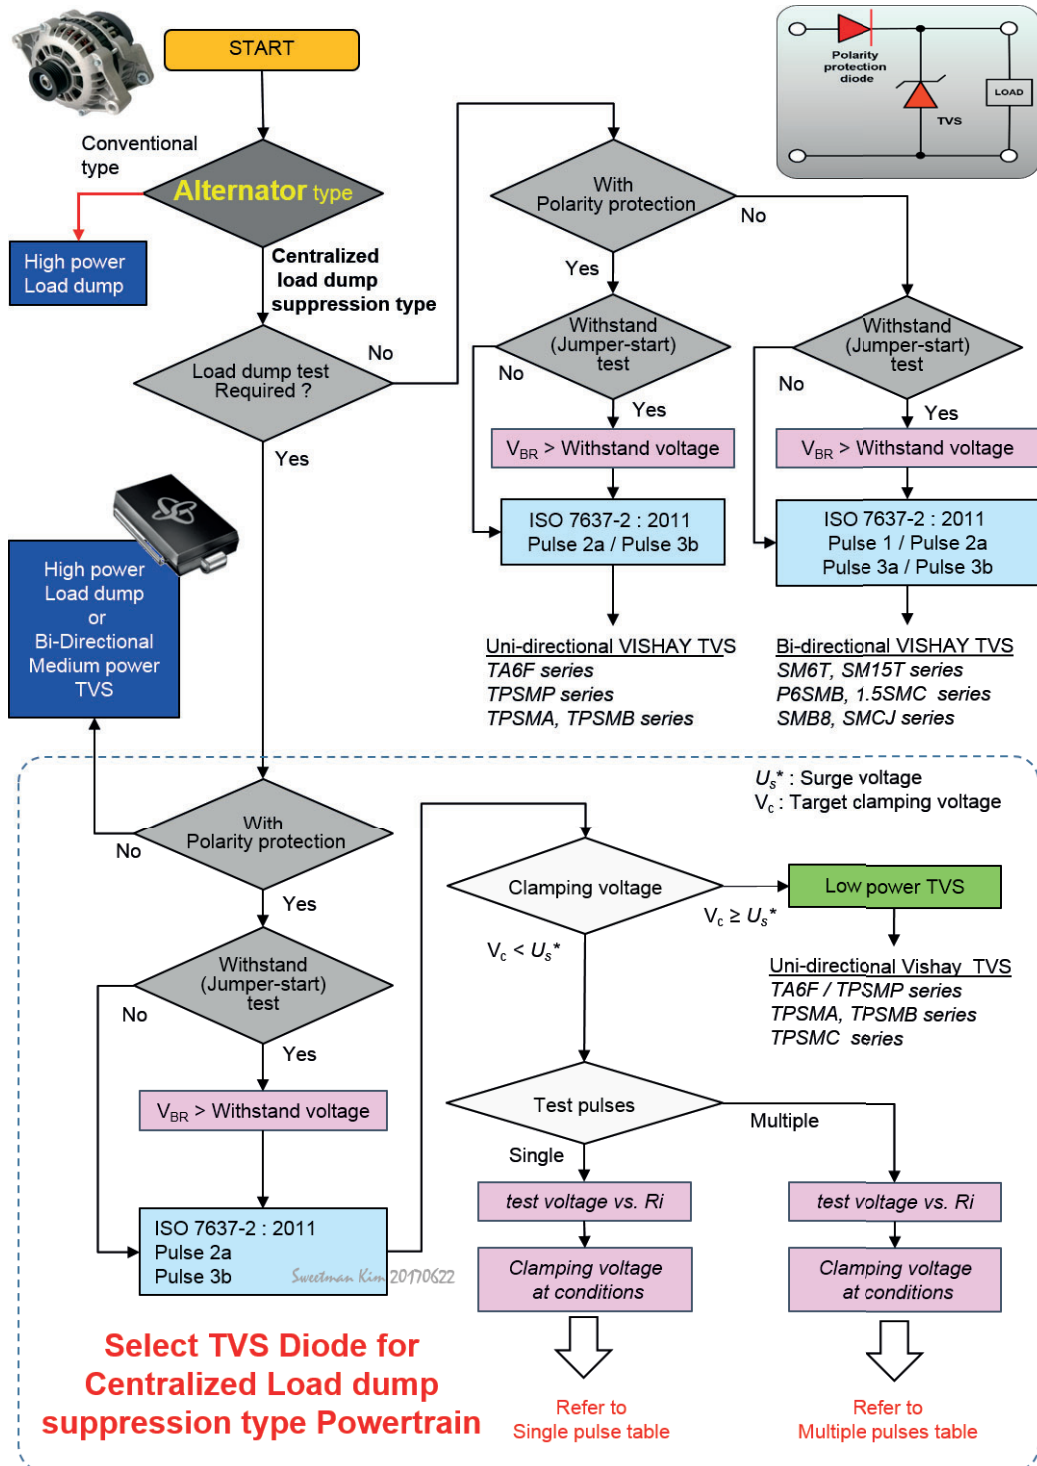 START
Polarity
protection
diode
TVS
LOAD
Conventional
type
Alternator type
High power
Load dump
Centralized
load dump
suppression type
With
Polarity protection
No
Yes
Load dump test
Required ?
No
Yes
Withstand
(Jumper-start)
test
No
Yes
Withstand
(Jumper-start)
test
No
Yes
VBR > Withstand voltage
VBR > Withstand voltage
ISO 7637-2 : 2011
Pulse 2a / Pulse 3b
ISO 7637-2 : 2011
Pulse 1 / Pulse 2a
Pulse 3a / Pulse 3b
High power
Load dump
or
Bi-Directional
Medium power
TVS
Uni-directional VISHAY TVS
TA6F series
TPSMP series
TPSMA, TPSMB series
Bi-directional VISHAY TVS
SM6T, SM15T series
P6SMB, 1.5SMC series
SMB8, SMCJ series
Us* : Surge voltage
Vc : Target clamping voltage
With
Polarity protection
No
Yes
Clamping voltage
Vc ≥ Us*
Low power TVS
Vc < Us*
Uni-directional Vishay TVS
TA6F / TPSMP series
TPSMA, TPSMB series
TPSMC series
Withstand
(Jumper-start)
test
No
Yes
VBR > Withstand voltage
Test pulses
Multiple
Single
test voltage vs. Ri
test voltage vs. Ri
ISO 7637-2 : 2011
Pulse 2a
Pulse 3b
Sweetman Kim 20170622
Clamping voltage
at conditions
Clamping voltage
at conditions
Select TVS Diode for
Centralized Load dump
suppression type Powertrain
Refer to
Single pulse table
Refer to
Multiple pulses table